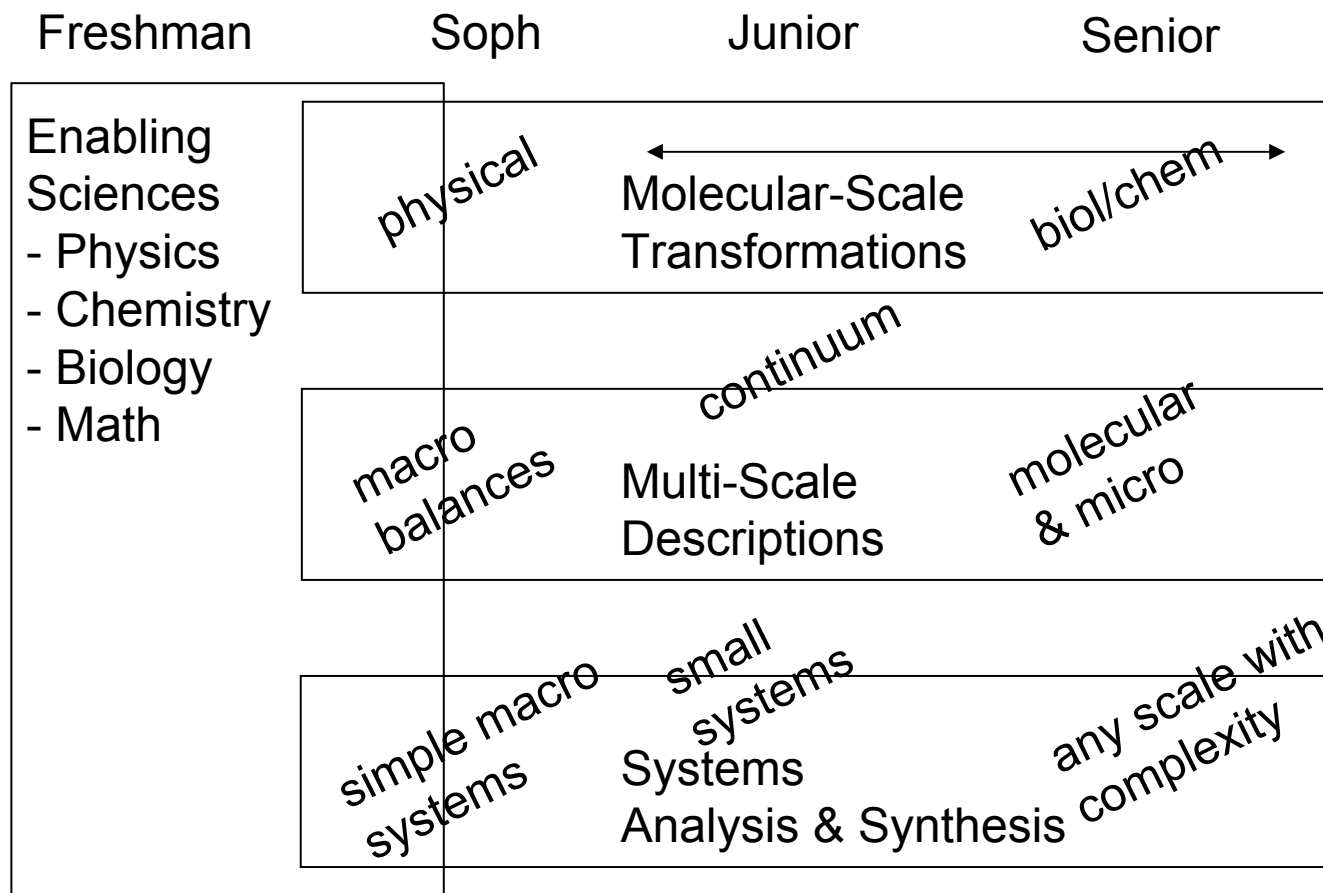 Freshman
Soph
Junior
Senior
Enabling
Sciences
- Physics
- Chemistry
- Biology
- Math
physical
Molecular-Scale
Transformations
biol/chem
continuum
macro
balances
Multi-Scale
Descriptions
molecular
& micro
simple macro
systems
small
systems
Systems
Analysis & Synthesis
any scale with
complexity